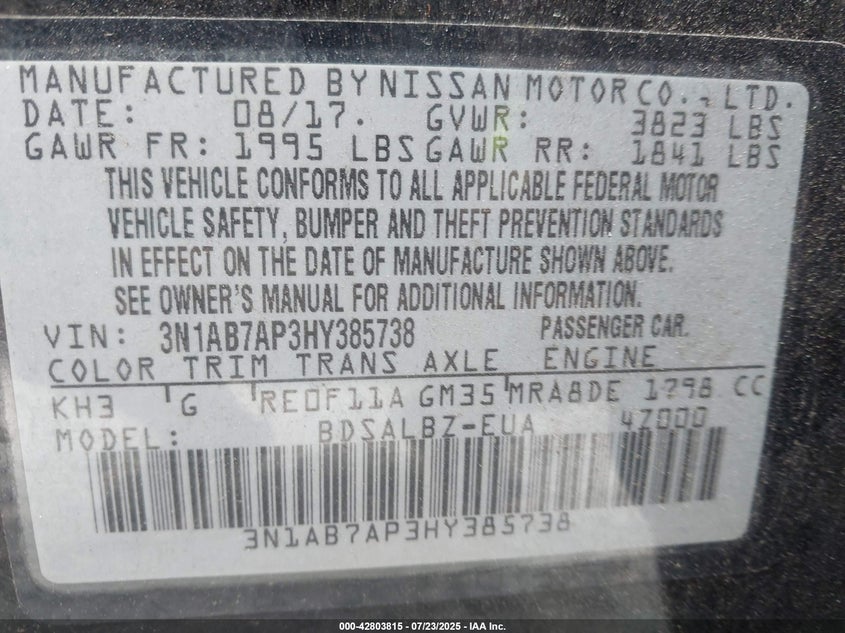 MANUFACTURED BY NISSAN MOTOR CO., LTD.
DATE: 08/17. GVWR: 3823 LBS
GAWR FR: 1995 LBS GAWR RR: 1841 LBS
THIS VEHICLE CONFORMS TO ALL APPLICABLE FEDERAL MOTOR
VEHICLE SAFETY, BUMPER AND THEFT PREVENTION STANDARDS
IN EFFECT ON THE DATE OF MANUFACTURE SHOWN ABOVE.
SEE OWNER'S MANUAL FOR ADDITIONAL INFORMATION.
VIN: 3N1AB7AP3HY385738 PASSENGER CAR.
COLOR TRIM TRANS AXLE ENGINE
KH3 G RE0F11A GM35 MRA8DE 1798 CC
MODEL: BDSALBZ-EUA 4Z000
3N1AB7AP3HY385738
000-42803815 - 07/23/2025 - IAA Inc.